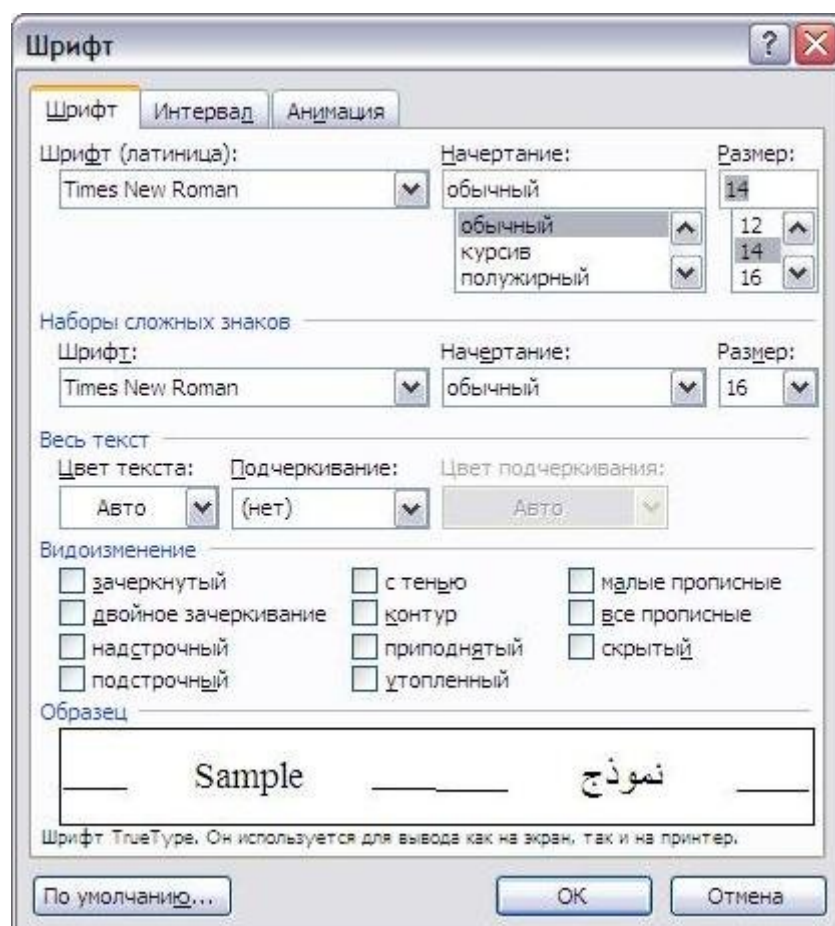 Шрифт
Шрифт Интервал Анимация
Шрифт (латиница): Начертание: Размер:
Times New Roman обычный 14
обычный 12
курсив 14
полужирный 16
Наборы сложных знаков
Шрифт: Начертание: Размер:
Times New Roman обычный 16
Весь текст
Цвет текста: Подчеркивание: Цвет подчеркивания:
Авто (нет) Авто
Видоизменение
зачеркнутый с тенью малые прописные
двойное зачеркивание контур все прописные
надстрочный приподнятый скрытый
подстрочный утопленный
Образец
Sample نموذج
Шрифт TrueType. Он используется для вывода как на экран, так и на принтер.
По умолчанию... ОК Отмена